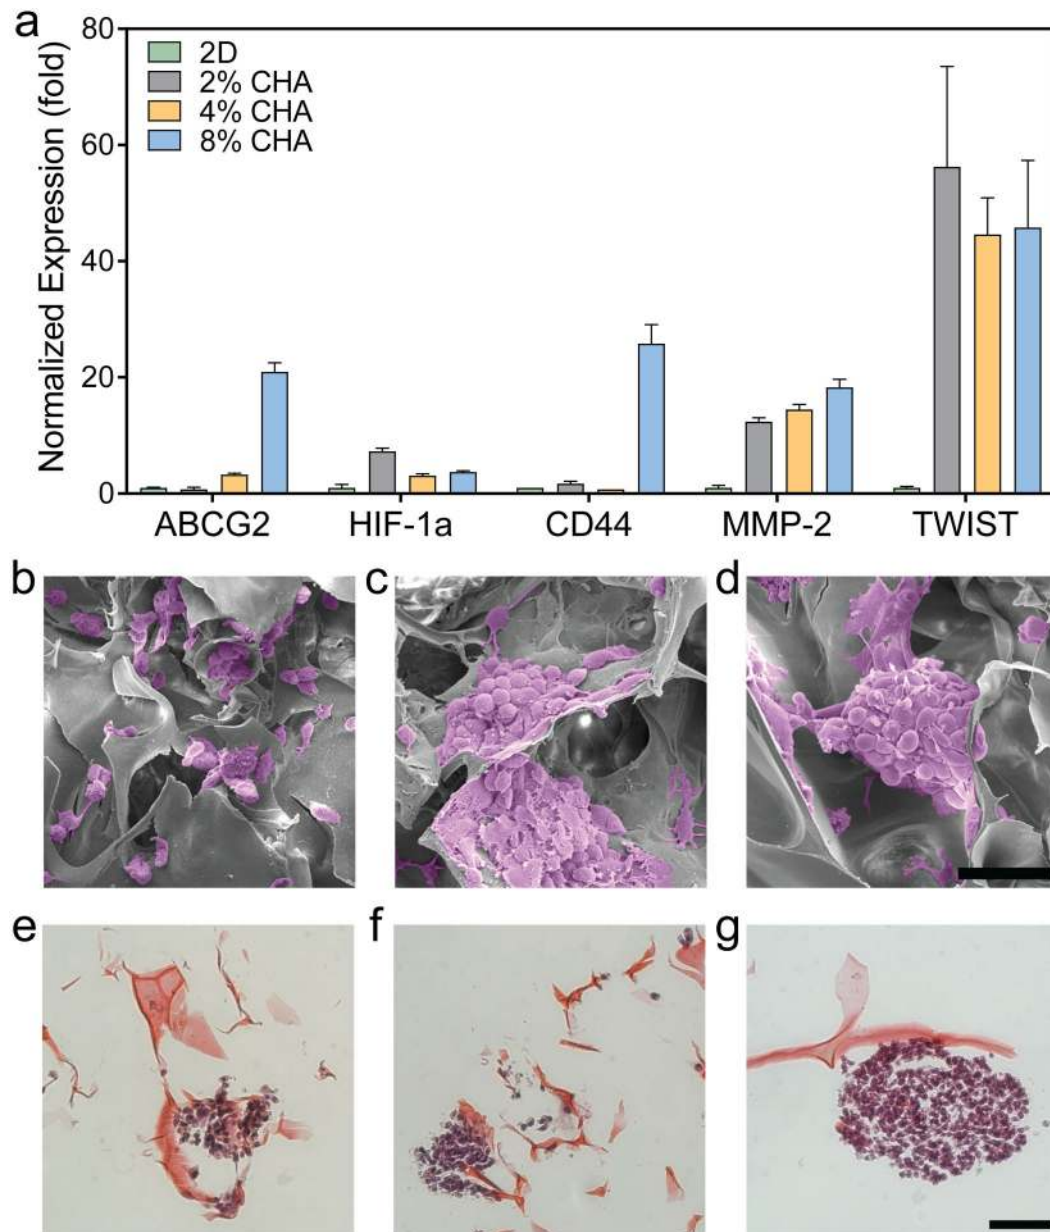 a
80
60
40
20
0
Normalized Expression (fold)
2D
2% CHA
4% CHA
8% CHA
ABCG2 HIF-1a CD44 MMP-2 TWIST
b c d
e f g